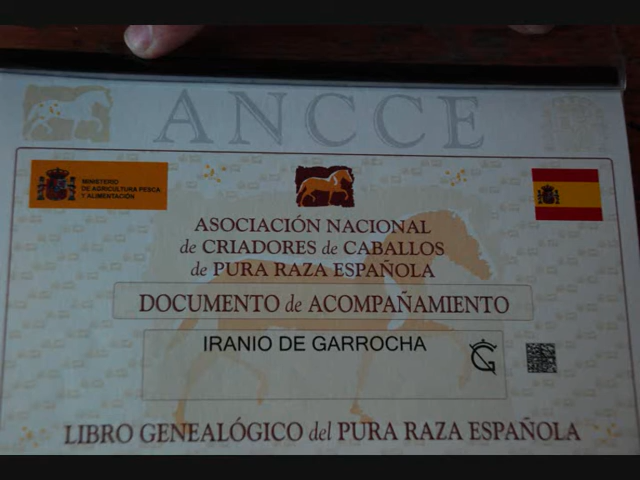 ANCCE
MINISTERIO
DE AGRICULTURA PESCA
Y ALIMENTACIÓN
ASOCIACIÓN NACIONAL
de CRIADORES de CABALLOS
de PURA RAZA ESPAÑOLA
DOCUMENTO de ACOMPAÑAMIENTO
IRANIO DE GARROCHA
LIBRO GENEALÓGICO del PURA RAZA ESPAÑOLA